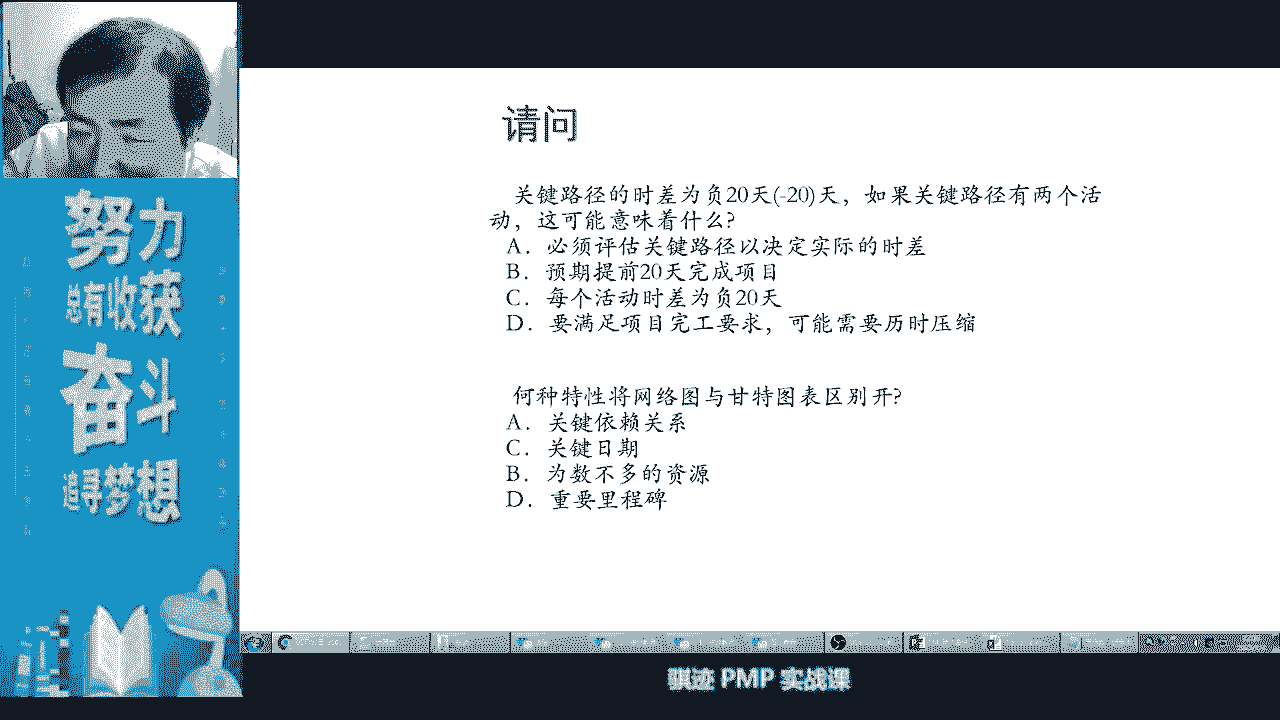 请问
关键路径的时差为负20天(-20)天，如果关键路径有两个活
动，这可能意味着什么?
A．必须评估关键路径以决定实际的时差
B．预期提前20天完成项目
C．每个活动时差为负20天
D．要满足项目完工要求，可能需要历时压缩
何种特性将网络图与甘特图表区别开?
A．关键依赖关系
C．关键日期
B．为数不多的资源
D．重要里程碑
努力
总有收获
奋斗
追寻梦想
骐迹 PMP 实战课